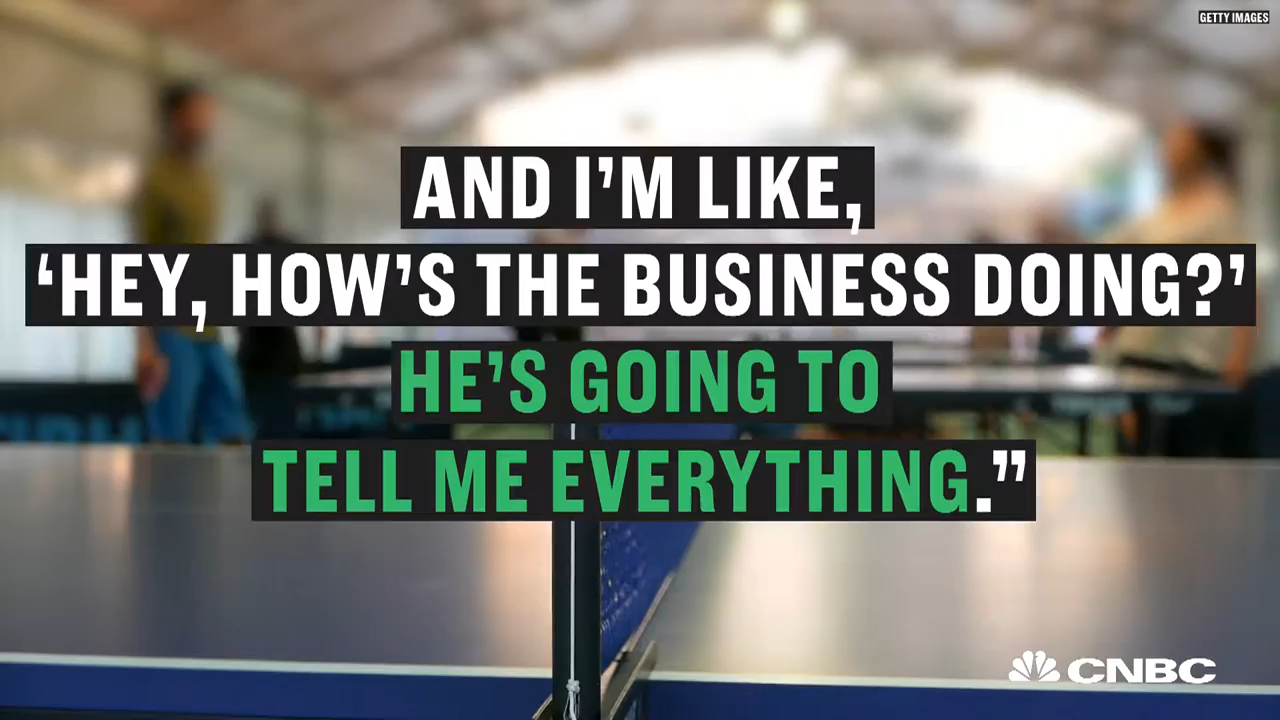 GETTY IMAGES
AND I’M LIKE,
‘HEY, HOW’S THE BUSINESS DOING?’
HE’S GOING TO
TELL ME EVERYTHING.”
CNBC